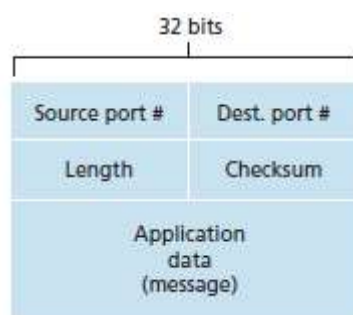 32 bits
Source port #
Dest. port #
Length
Checksum
Application
data
(message)